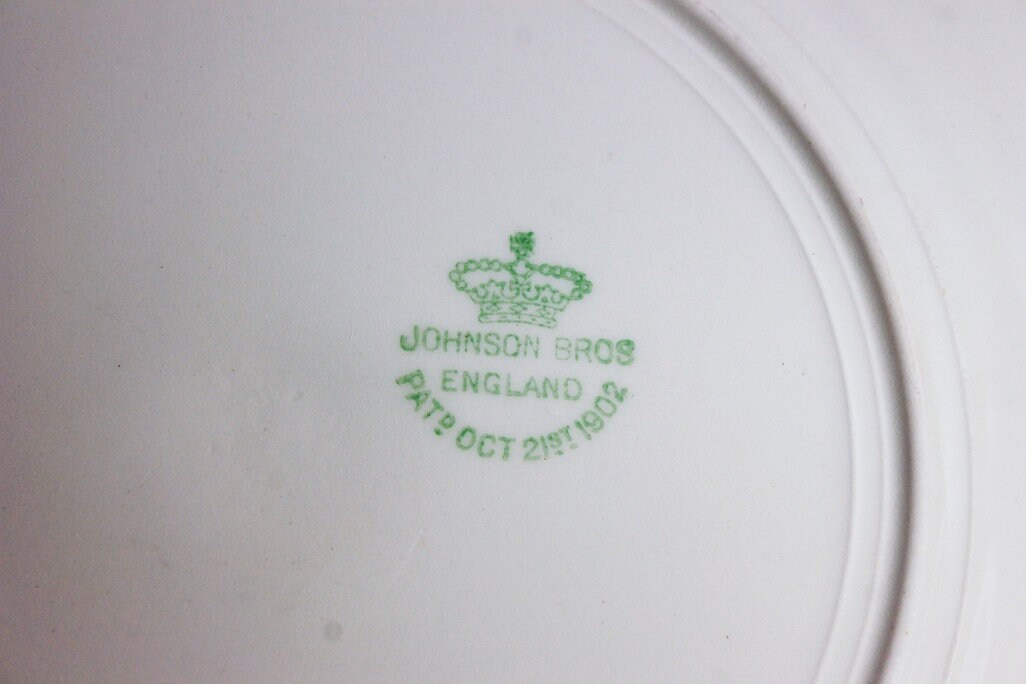 JOHNSON BROS
ENGLAND
PATD OCT 21ST 1902